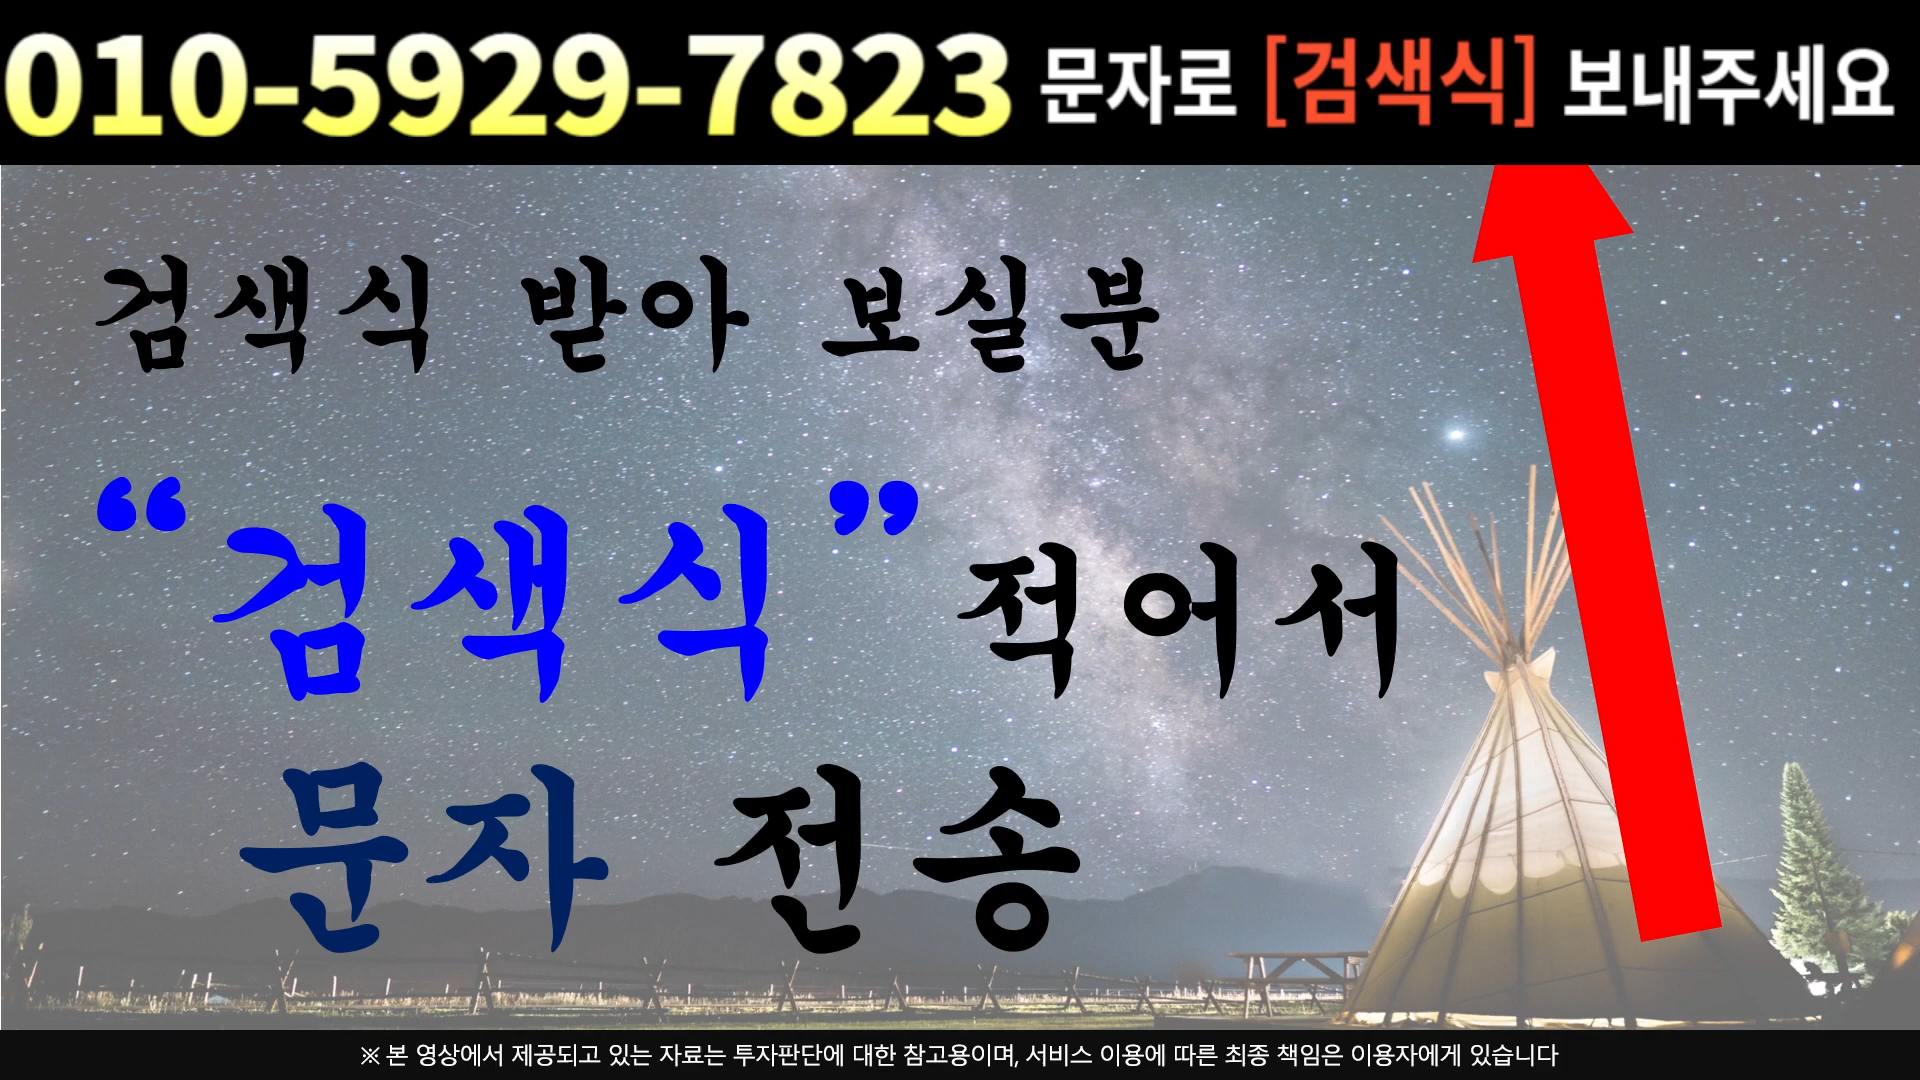 010-5929-7823 문자로 [검색식] 보내주세요
검색식 받아 보실분
“검색식” 적어서
문자 전송
※ 본 영상에서 제공되고 있는 자료는 투자판단에 대한 참고용이며, 서비스 이용에 따른 최종 책임은 이용자에게 있습니다